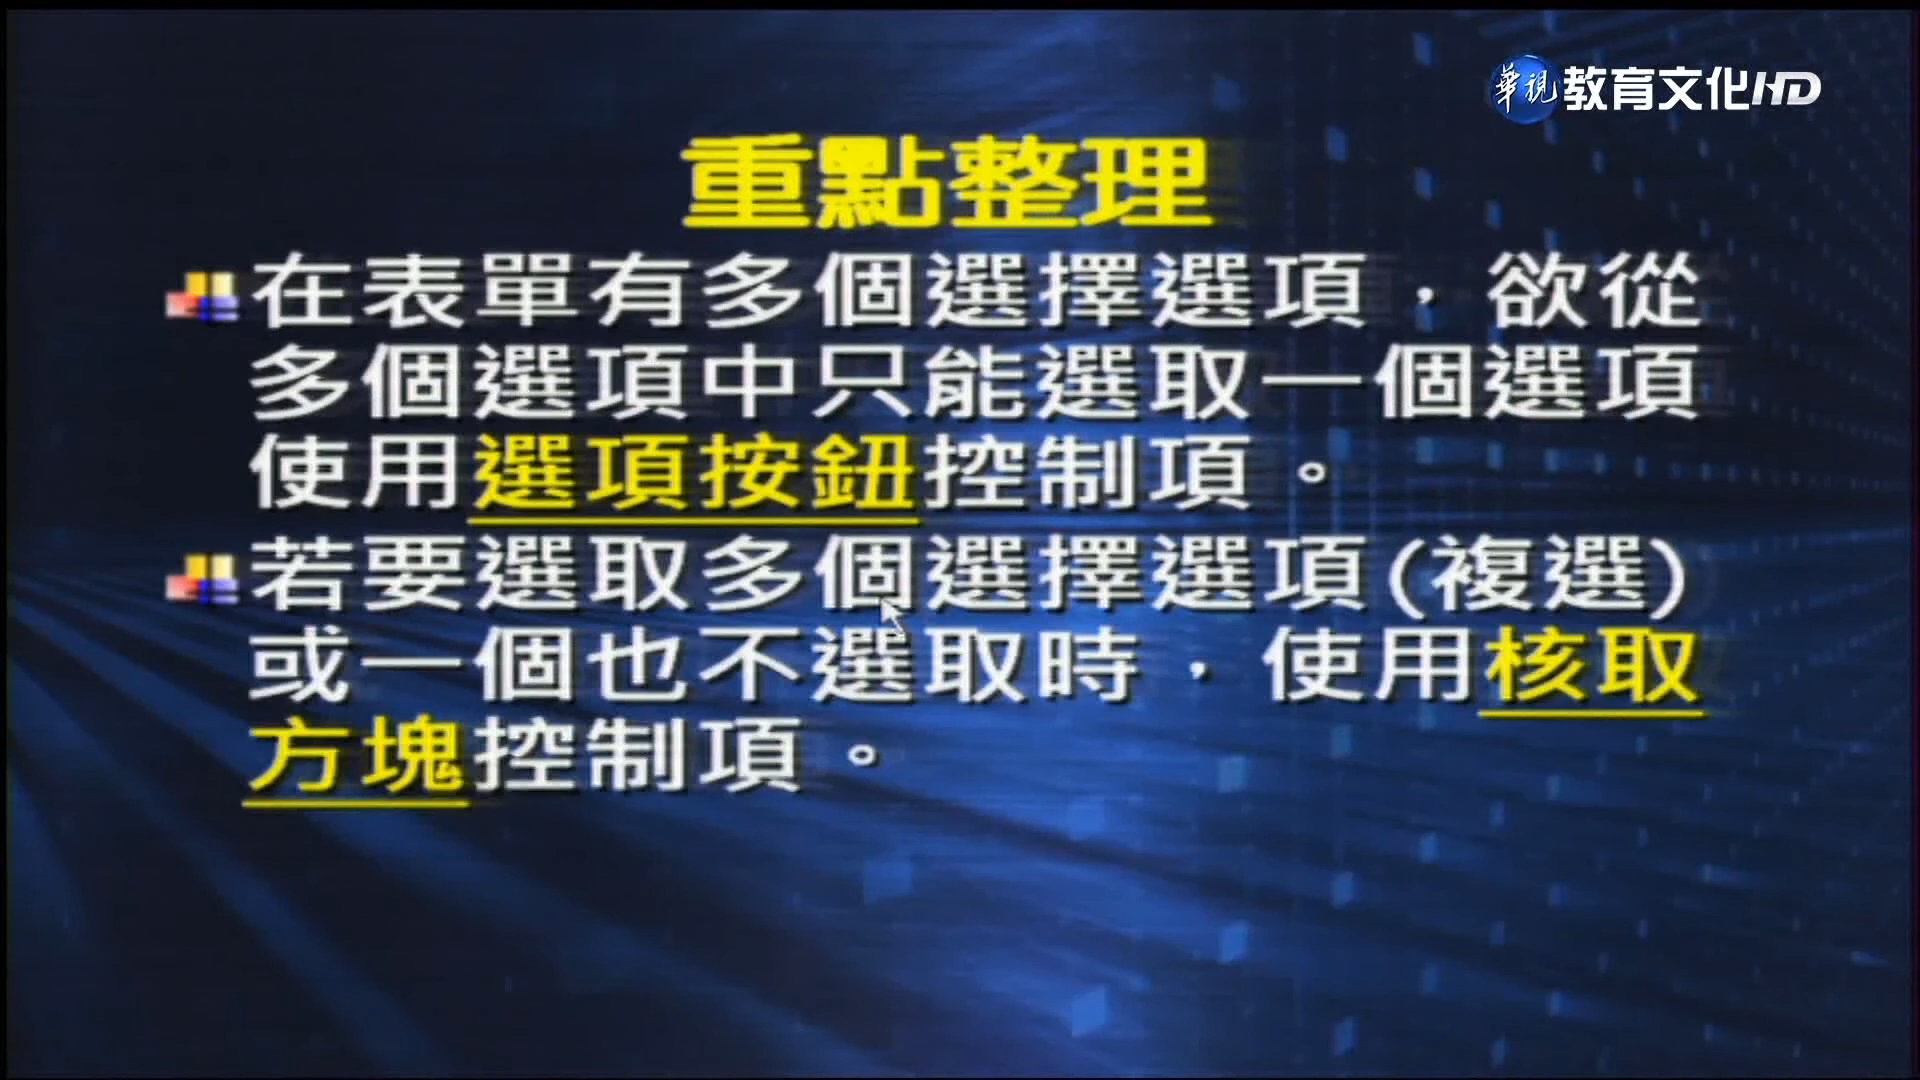 華視 教育文化HD
重點整理
在表單有多個選擇選項，欲從
多個選項中只能選取一個選項
使用選項按鈕控制項。
若要選取多個選擇選項(複選)
或一個也不選取時，使用核取
方塊控制項。